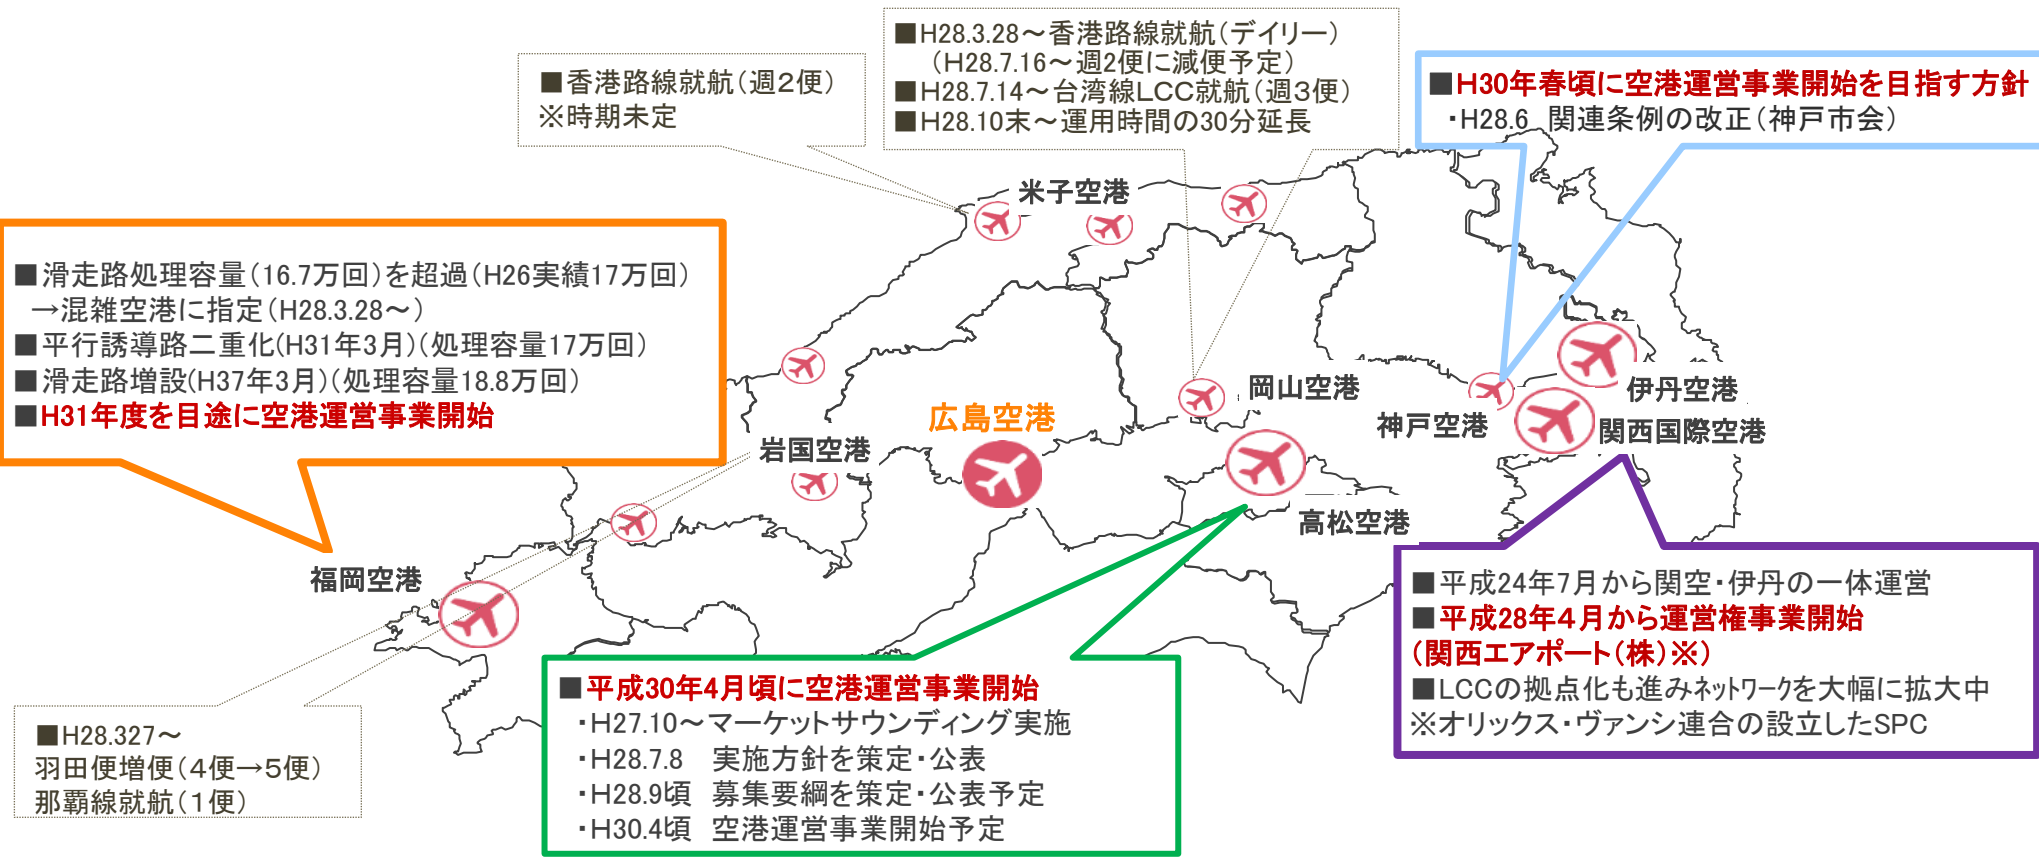 ■H28.3.28～香港路線就航（デイリー）
（H28.7.16～週2便に減便予定）
■H28.7.14～台湾線ＬＣＣ就航（週3便）
■H28.10末～運用時間の30分延長
■香港路線就航（週２便）
※時期未定
■H30年春頃に空港運営事業開始を目指す方針
・H28.6 関連条例の改正（神戸市会）
米子空港
■滑走路処理容量（16.7万回）を超過（H26実績17万回）
→混雑空港に指定（H28.3.28～）
■平行誘導路二重化(H31年3月)（処理容量17万回）
■滑走路増設(H37年3月)（処理容量18.8万回）
■H31年度を目途に空港運営事業開始
岡山空港
伊丹空港
広島空港
神戸空港
関西国際空港
岩国空港
高松空港
福岡空港
■平成24年7月から関空・伊丹の一体運営
■平成28年４月から運営権事業開始
（関西エアポート（株）※）
■LCCの拠点化も進みﾈｯﾄﾜｰｸを大幅に拡大中
※オリックス・ヴァンシ連合の設立したSPC
■平成30年4月頃に空港運営事業開始
・H27.10～マーケットサウンディング実施
・H28.7.8 実施方針を策定・公表
・H28.9頃 募集要綱を策定・公表予定
・H30.4頃 空港運営事業開始予定
■H28.327～
羽田便増便（４便→５便）
那覇線就航（１便）